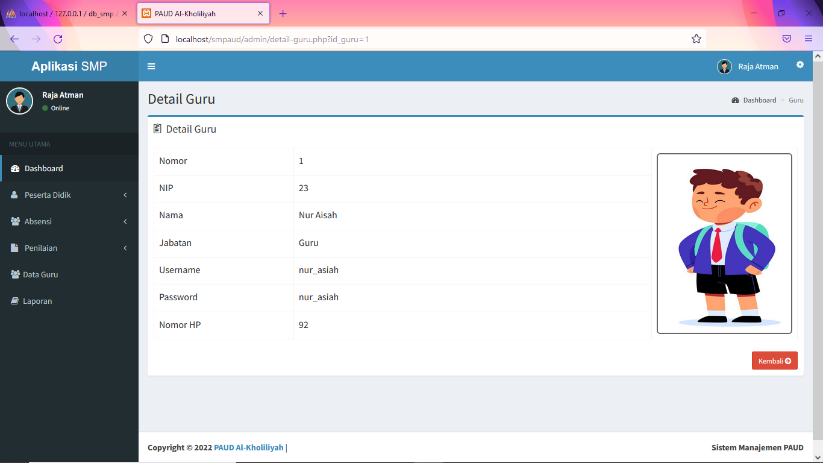 localhost / 127.0.0.1 / db_smp
PAUD Al-Kholiliyah
localhost/smpaud/admin/detail-guru.php?id_guru=1
Aplikasi SMP
Raja Atman
Raja Atman
Online
MENU UTAMA
Dashboard
Peserta Didik
Absensi
Penilaian
Data Guru
Laporan
Detail Guru
Dashboard > Guru
Detail Guru
Nomor 1
NIP 23
Nama Nur Aisah
Jabatan Guru
Username nur_asiah
Password nur_asiah
Nomor HP 92
Kembali
Copyright © 2022 PAUD Al-Kholiliyah |
Sistem Manajemen PAUD